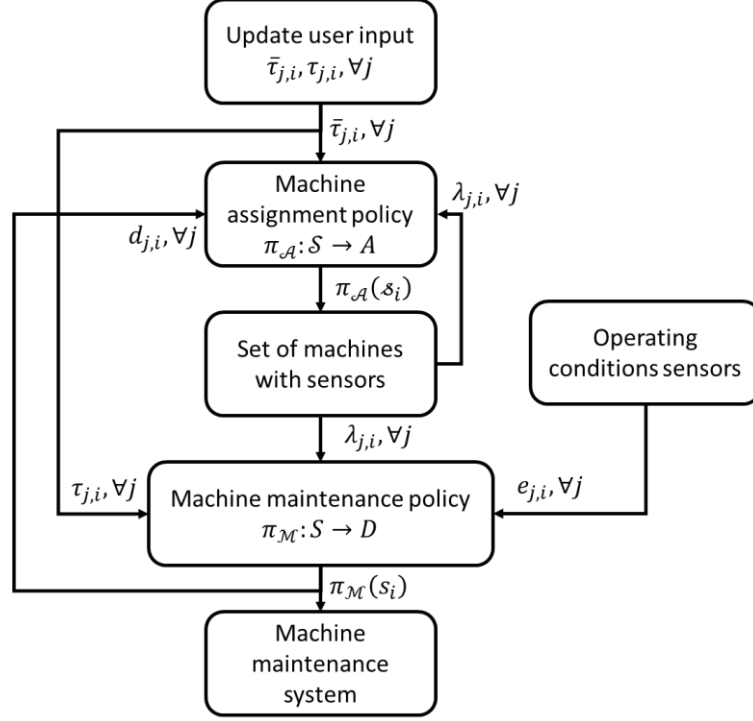 Update user input
τ̄_{j,i}, τ_{j,i}, ∀j
τ̄_{j,i}, ∀j
Machine
assignment policy
π_𝒜: S → A
λ_{j,i}, ∀j
d_{j,i}, ∀j
π_𝒜(𝓈_i)
Set of machines
with sensors
Operating
conditions sensors
λ_{j,i}, ∀j
τ_{j,i}, ∀j
Machine maintenance policy
π_ℳ: S → D
e_{j,i}, ∀j
π_ℳ(s_i)
Machine
maintenance
system